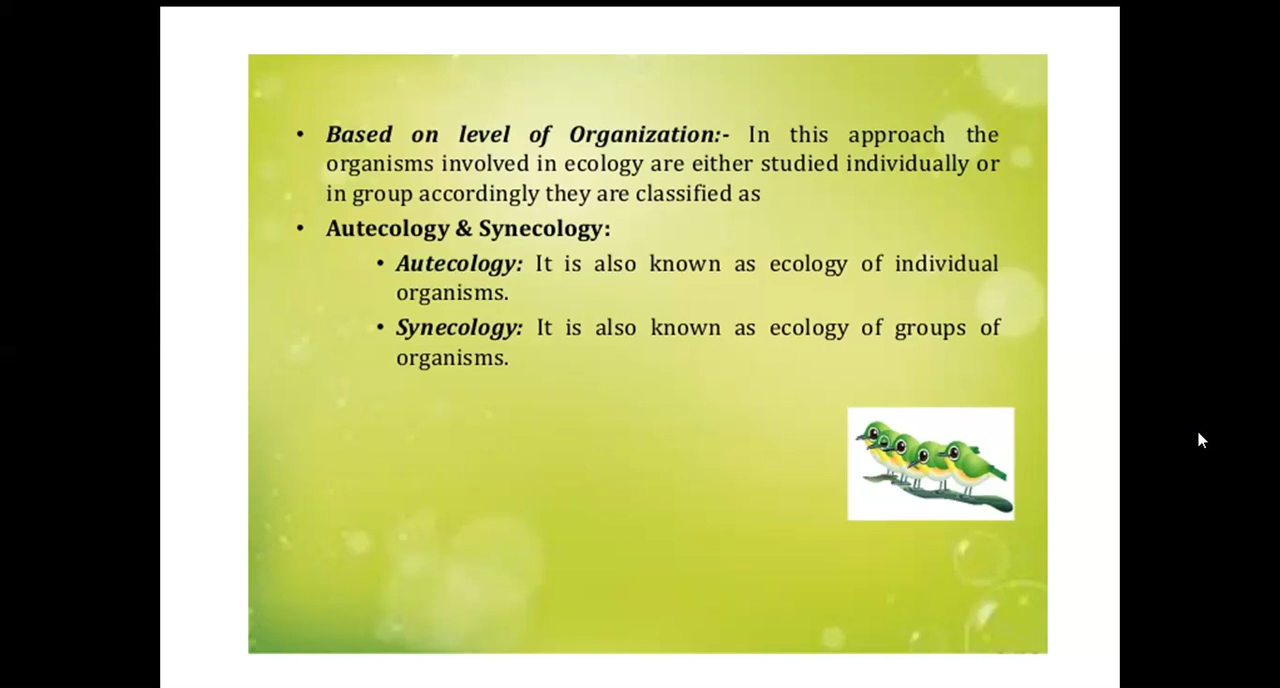 • Based on level of Organization:- In this approach the
organisms involved in ecology are either studied individually or
in group accordingly they are classified as
• Autecology & Synecology:
• Autecology: It is also known as ecology of individual
organisms.
• Synecology: It is also known as ecology of groups of
organisms.